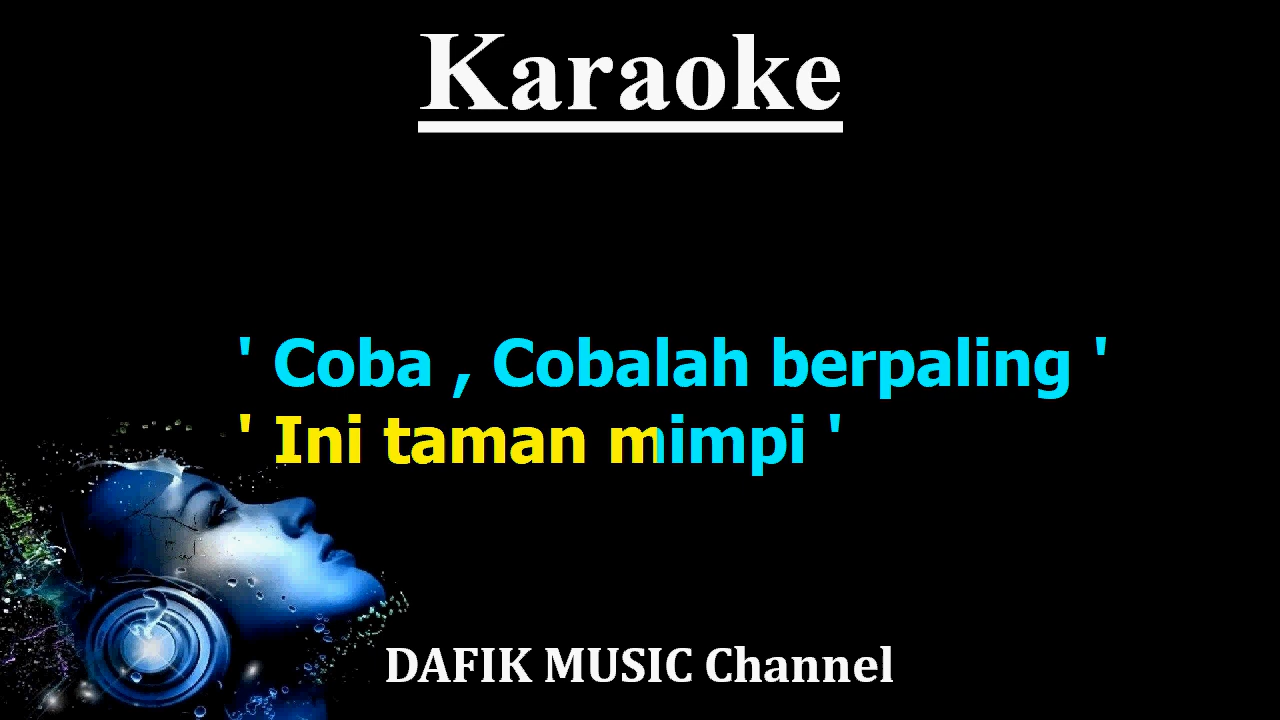 Karaoke
' Coba , Cobalah berpaling '
' Ini taman mimpi '
DAFIK MUSIC Channel